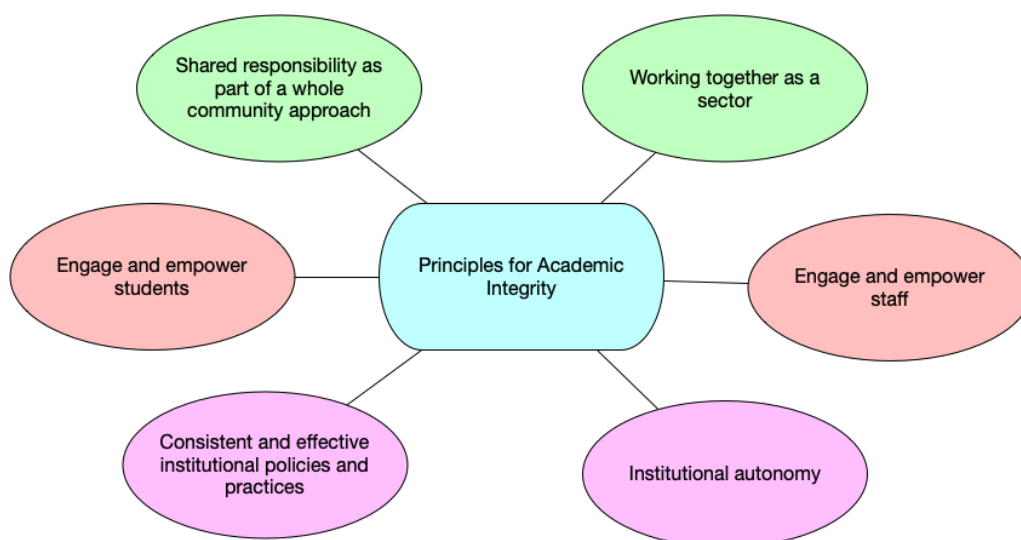 Shared responsibility as
part of a whole
community approach
Working together as a
sector
Engage and empower
students
Principles for Academic
Integrity
Engage and empower
staff
Consistent and effective
institutional policies and
practices
Institutional autonomy